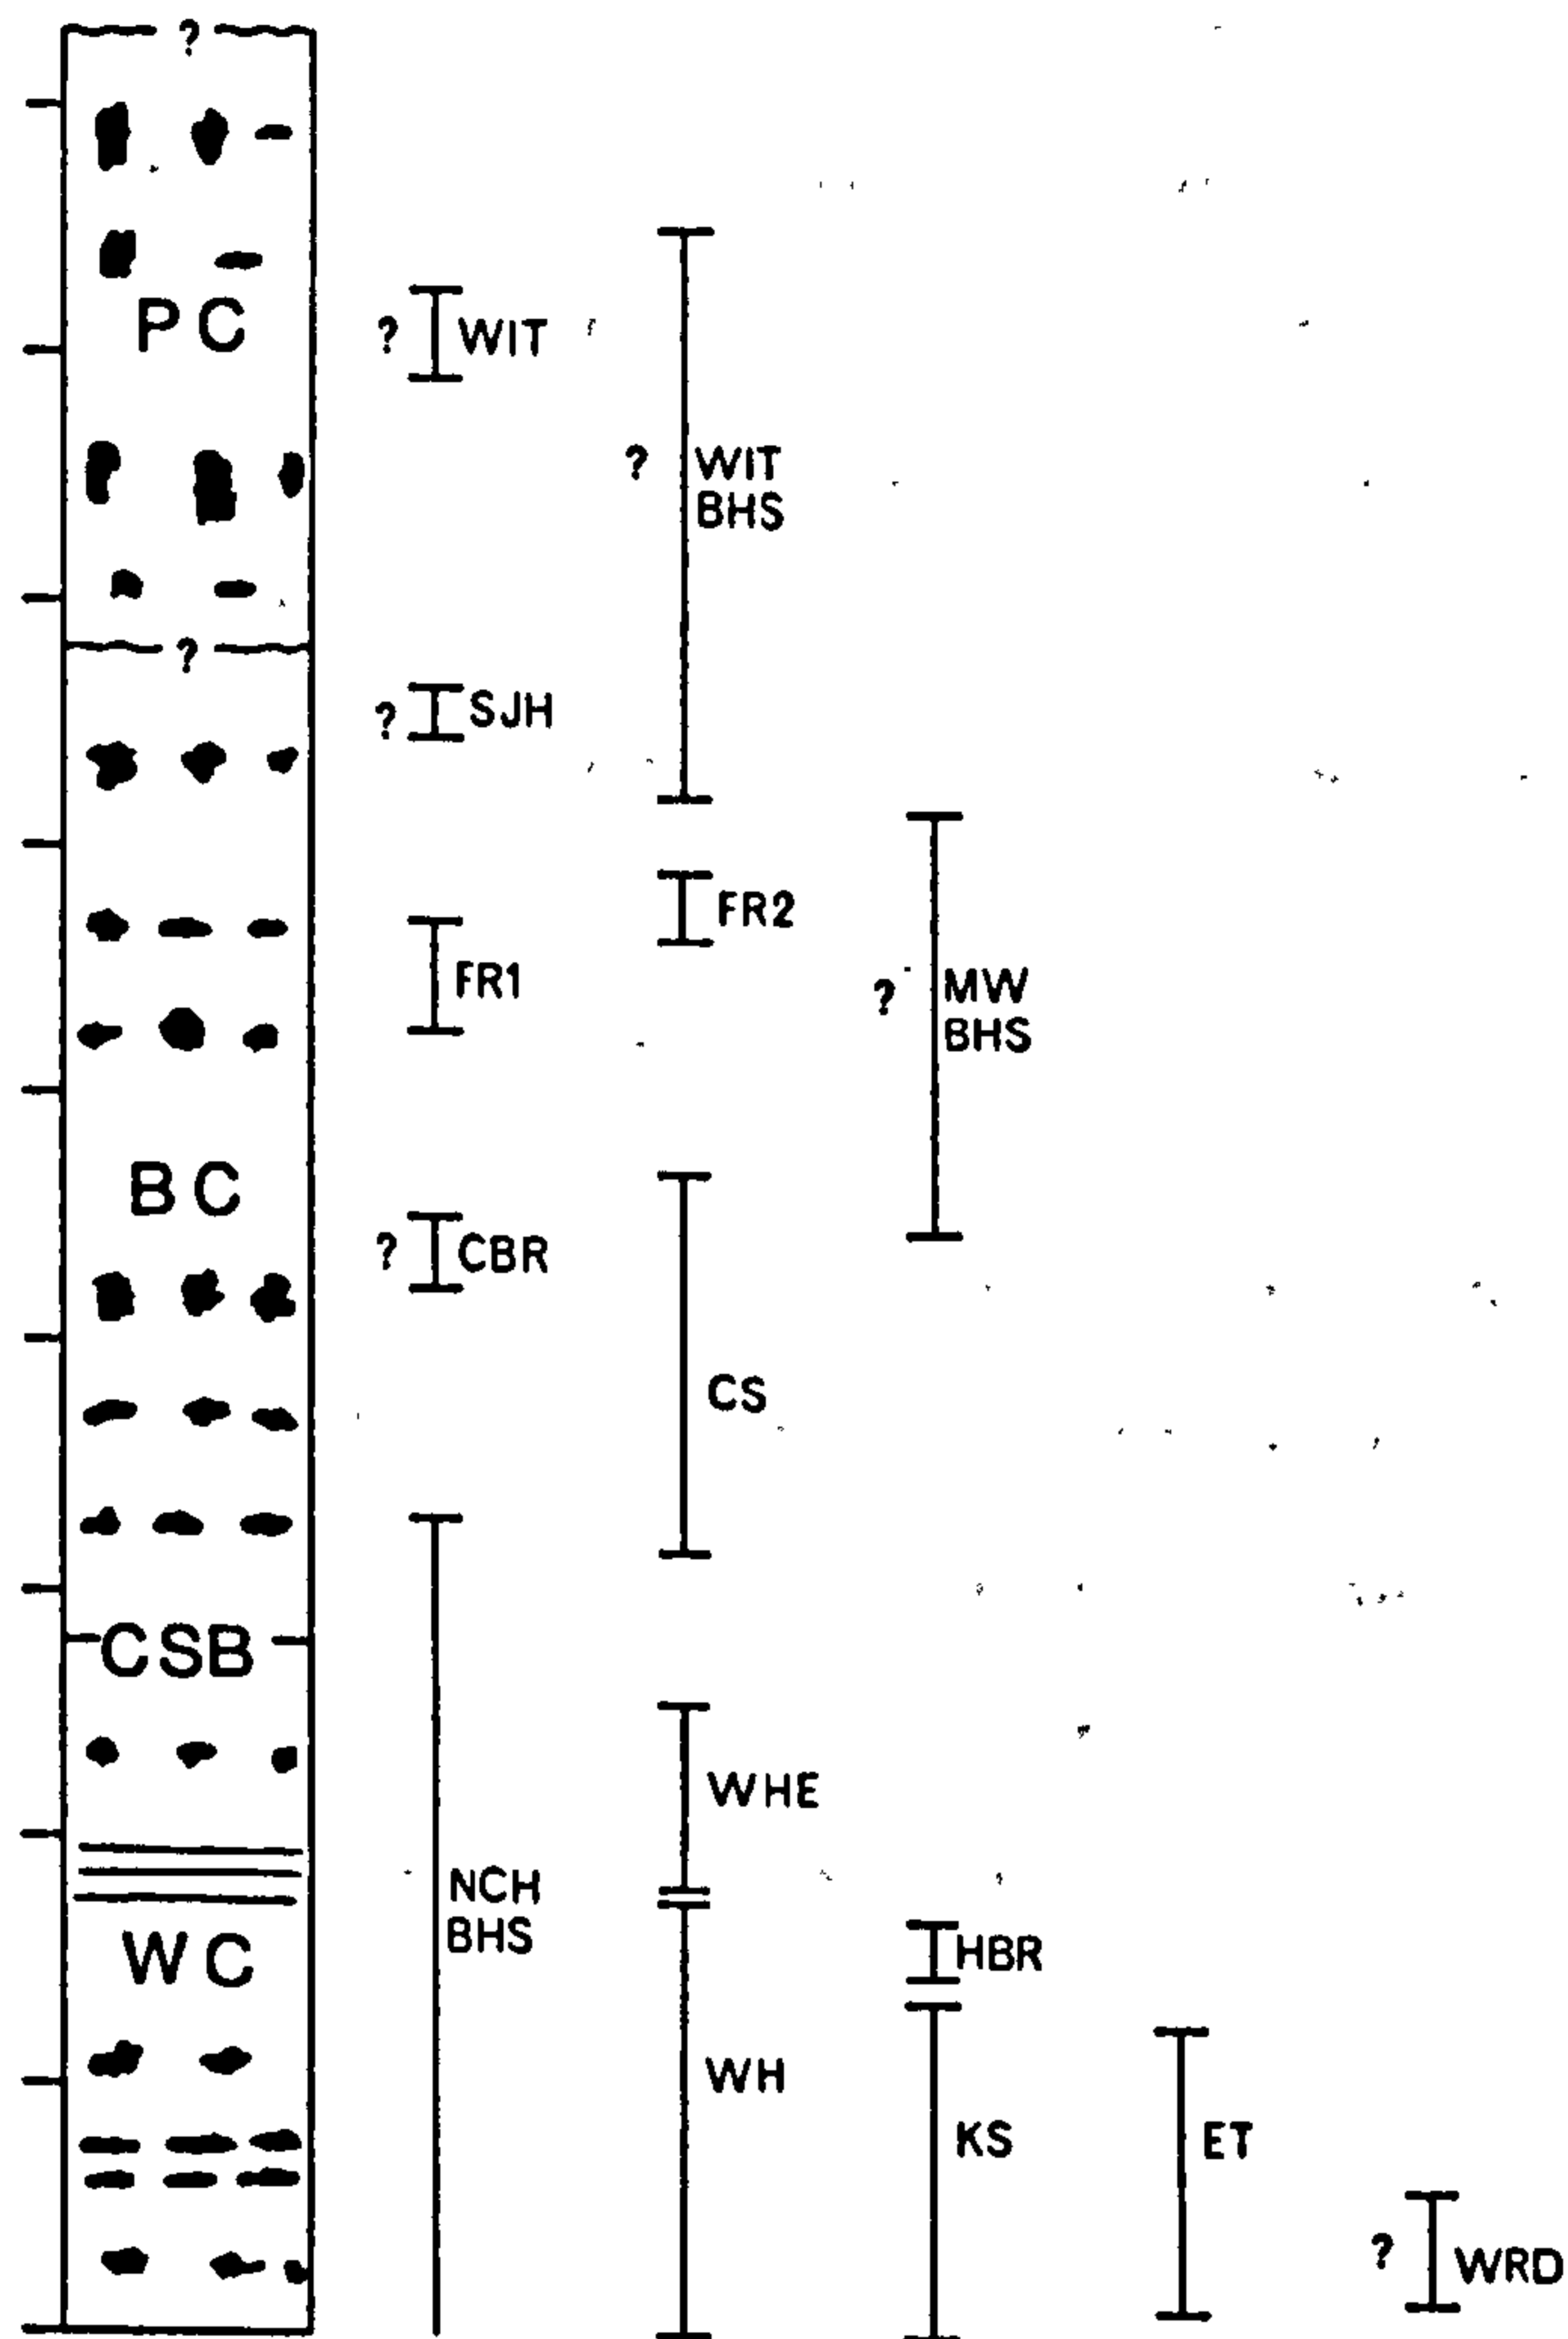 ?
PC
? WIT
? WIT
BHS
?
? SJH
FR2
FR1
? MW
BHS
BC
? CBR
CS
CSB
WHE
NCH
BHS
WC
HBR
WH
KS
ET
? WRD